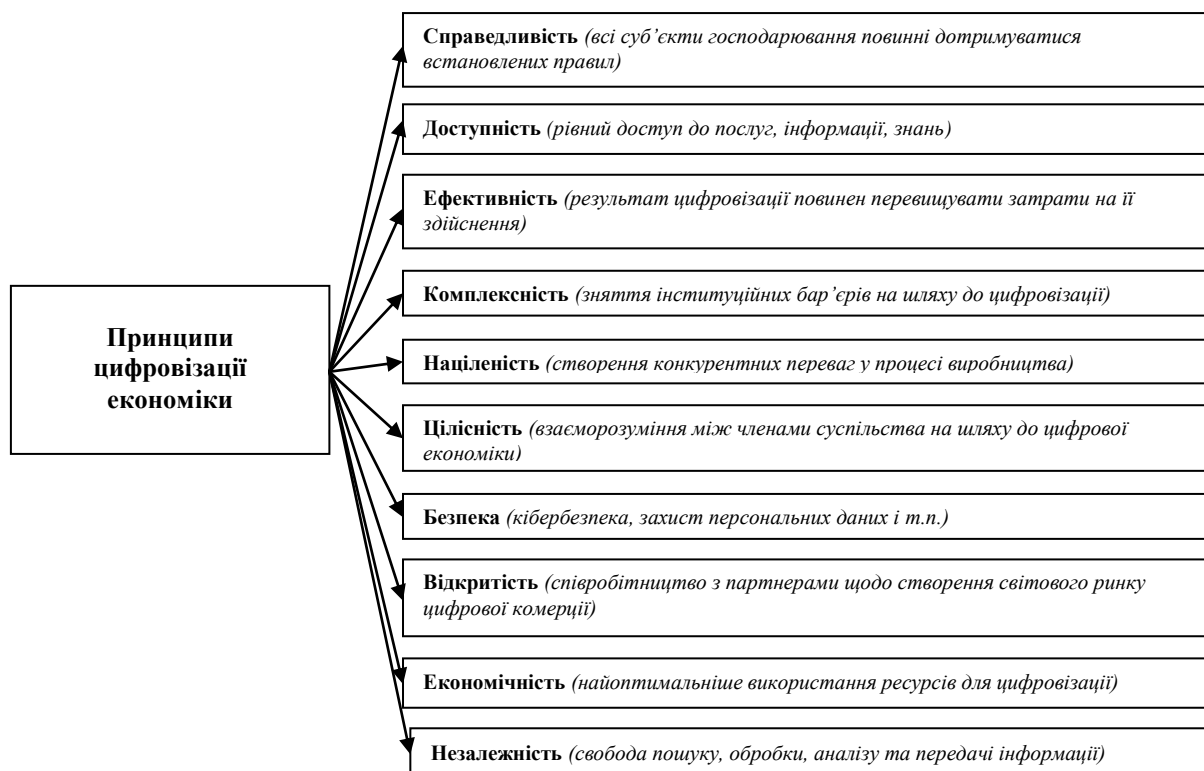 Справедливість (всі суб’єкти господарювання повинні дотримуватися
встановлених правил)
Доступність (рівний доступ до послуг, інформації, знань)
Ефективність (результат цифровізації повинен перевищувати затрати на її
здійснення)
Комплексність (зняття інституційних бар’єрів на шляху до цифровізації)
Принципи
цифровізації
економіки
Націленість (створення конкурентних переваг у процесі виробництва)
Цілісність (взаєморозуміння між членами суспільства на шляху до цифрової
економіки)
Безпека (кібербезпека, захист персональних даних і т.п.)
Відкритість (співробітництво з партнерами щодо створення світового ринку
цифрової комерції)
Економічність (найоптимальніше використання ресурсів для цифровізації)
Незалежність (свобода пошуку, обробки, аналізу та передачі інформації)